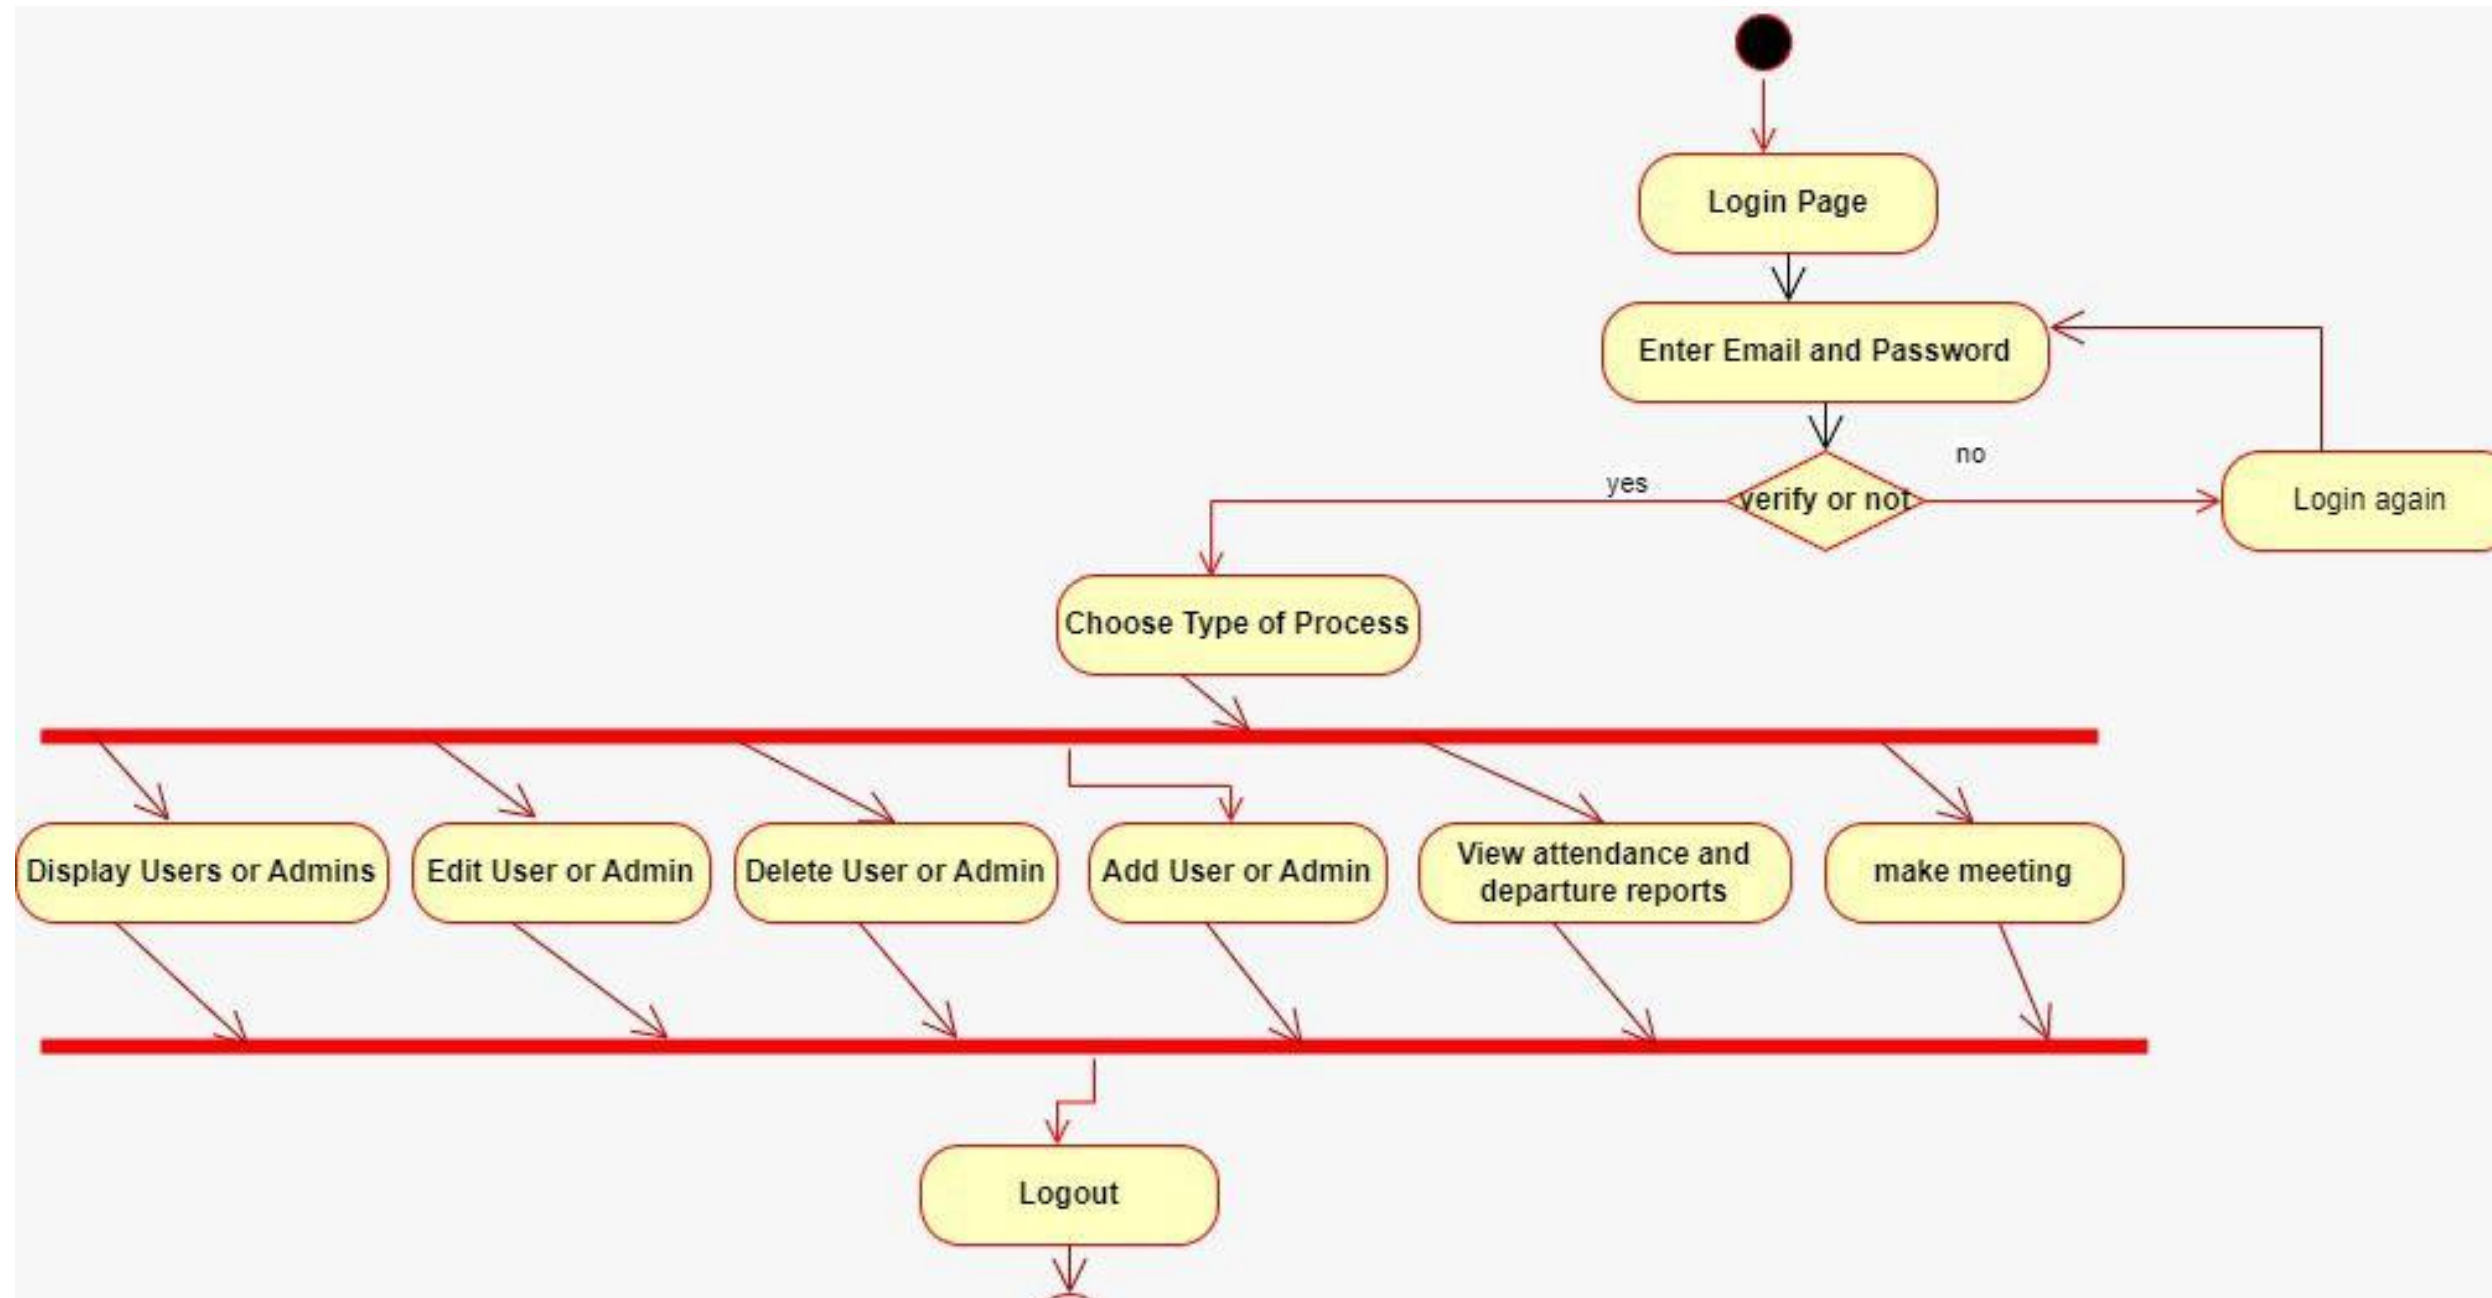 Login Page
Enter Email and Password
no
yes
verify or not
Login again
Choose Type of Process
Display Users or Admins
Edit User or Admin
Delete User or Admin
Add User or Admin
View attendance and
departure reports
make meeting
Logout